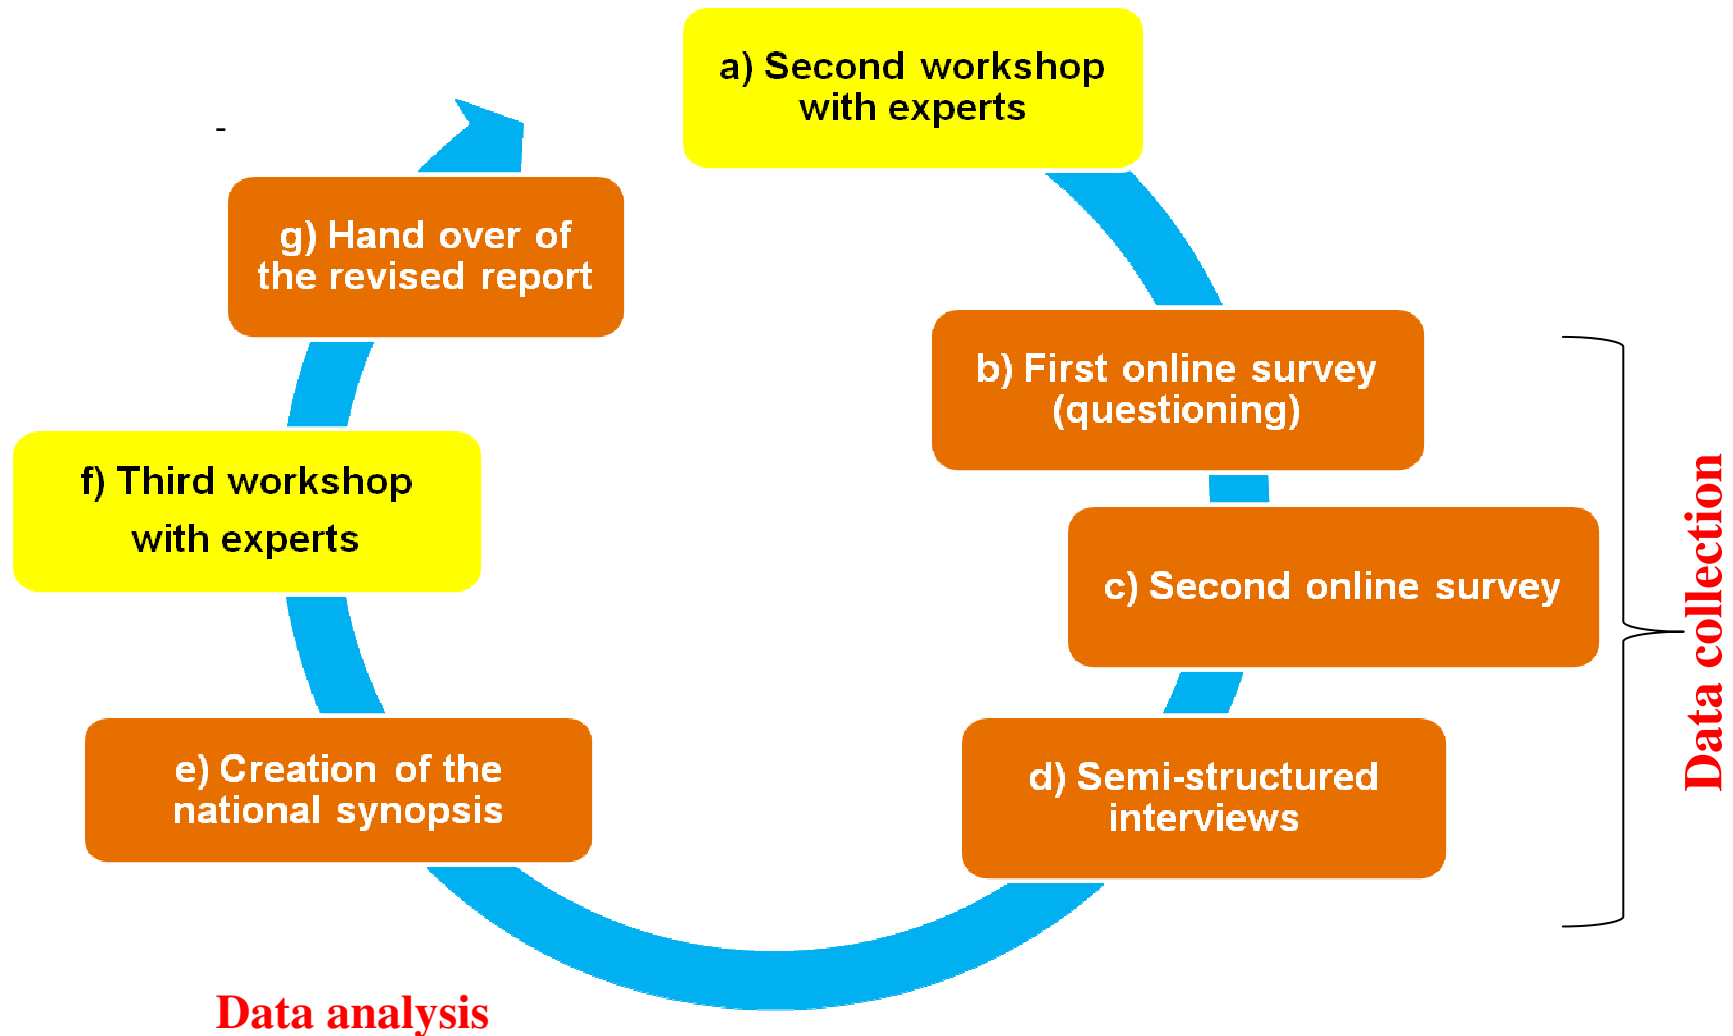 a) Second workshop
with experts
b) First online survey
(questioning)
c) Second online survey
d) Semi-structured
interviews
Data collection
e) Creation of the
national synopsis
Data analysis
f) Third workshop
with experts
g) Hand over of
the revised report
-